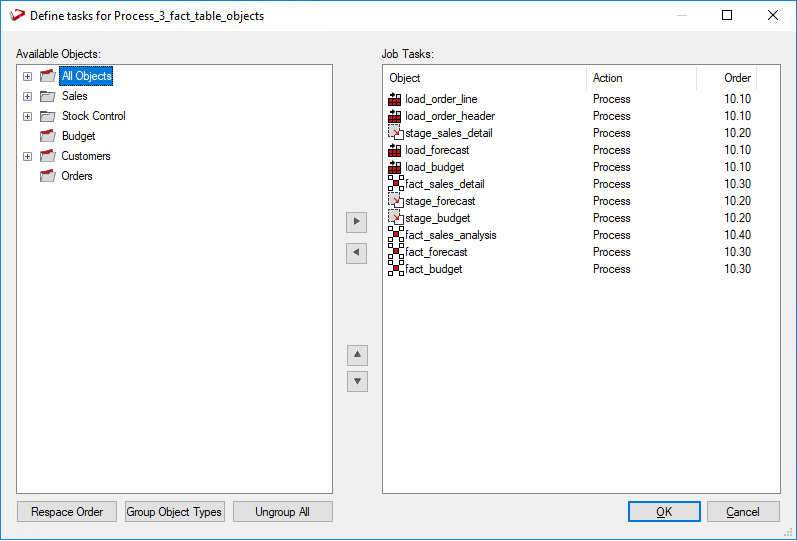 Define tasks for Process_3_fact_table_objects
Available Objects:
All Objects
Sales
Stock Control
Budget
Customers
Orders
Job Tasks:
Object Action Order
load_order_line Process 10.10
load_order_header Process 10.10
stage_sales_detail Process 10.20
load_forecast Process 10.10
load_budget Process 10.10
fact_sales_detail Process 10.30
stage_forecast Process 10.20
stage_budget Process 10.20
fact_sales_analysis Process 10.40
fact_forecast Process 10.30
fact_budget Process 10.30
Respace Order Group Object Types Ungroup All OK Cancel